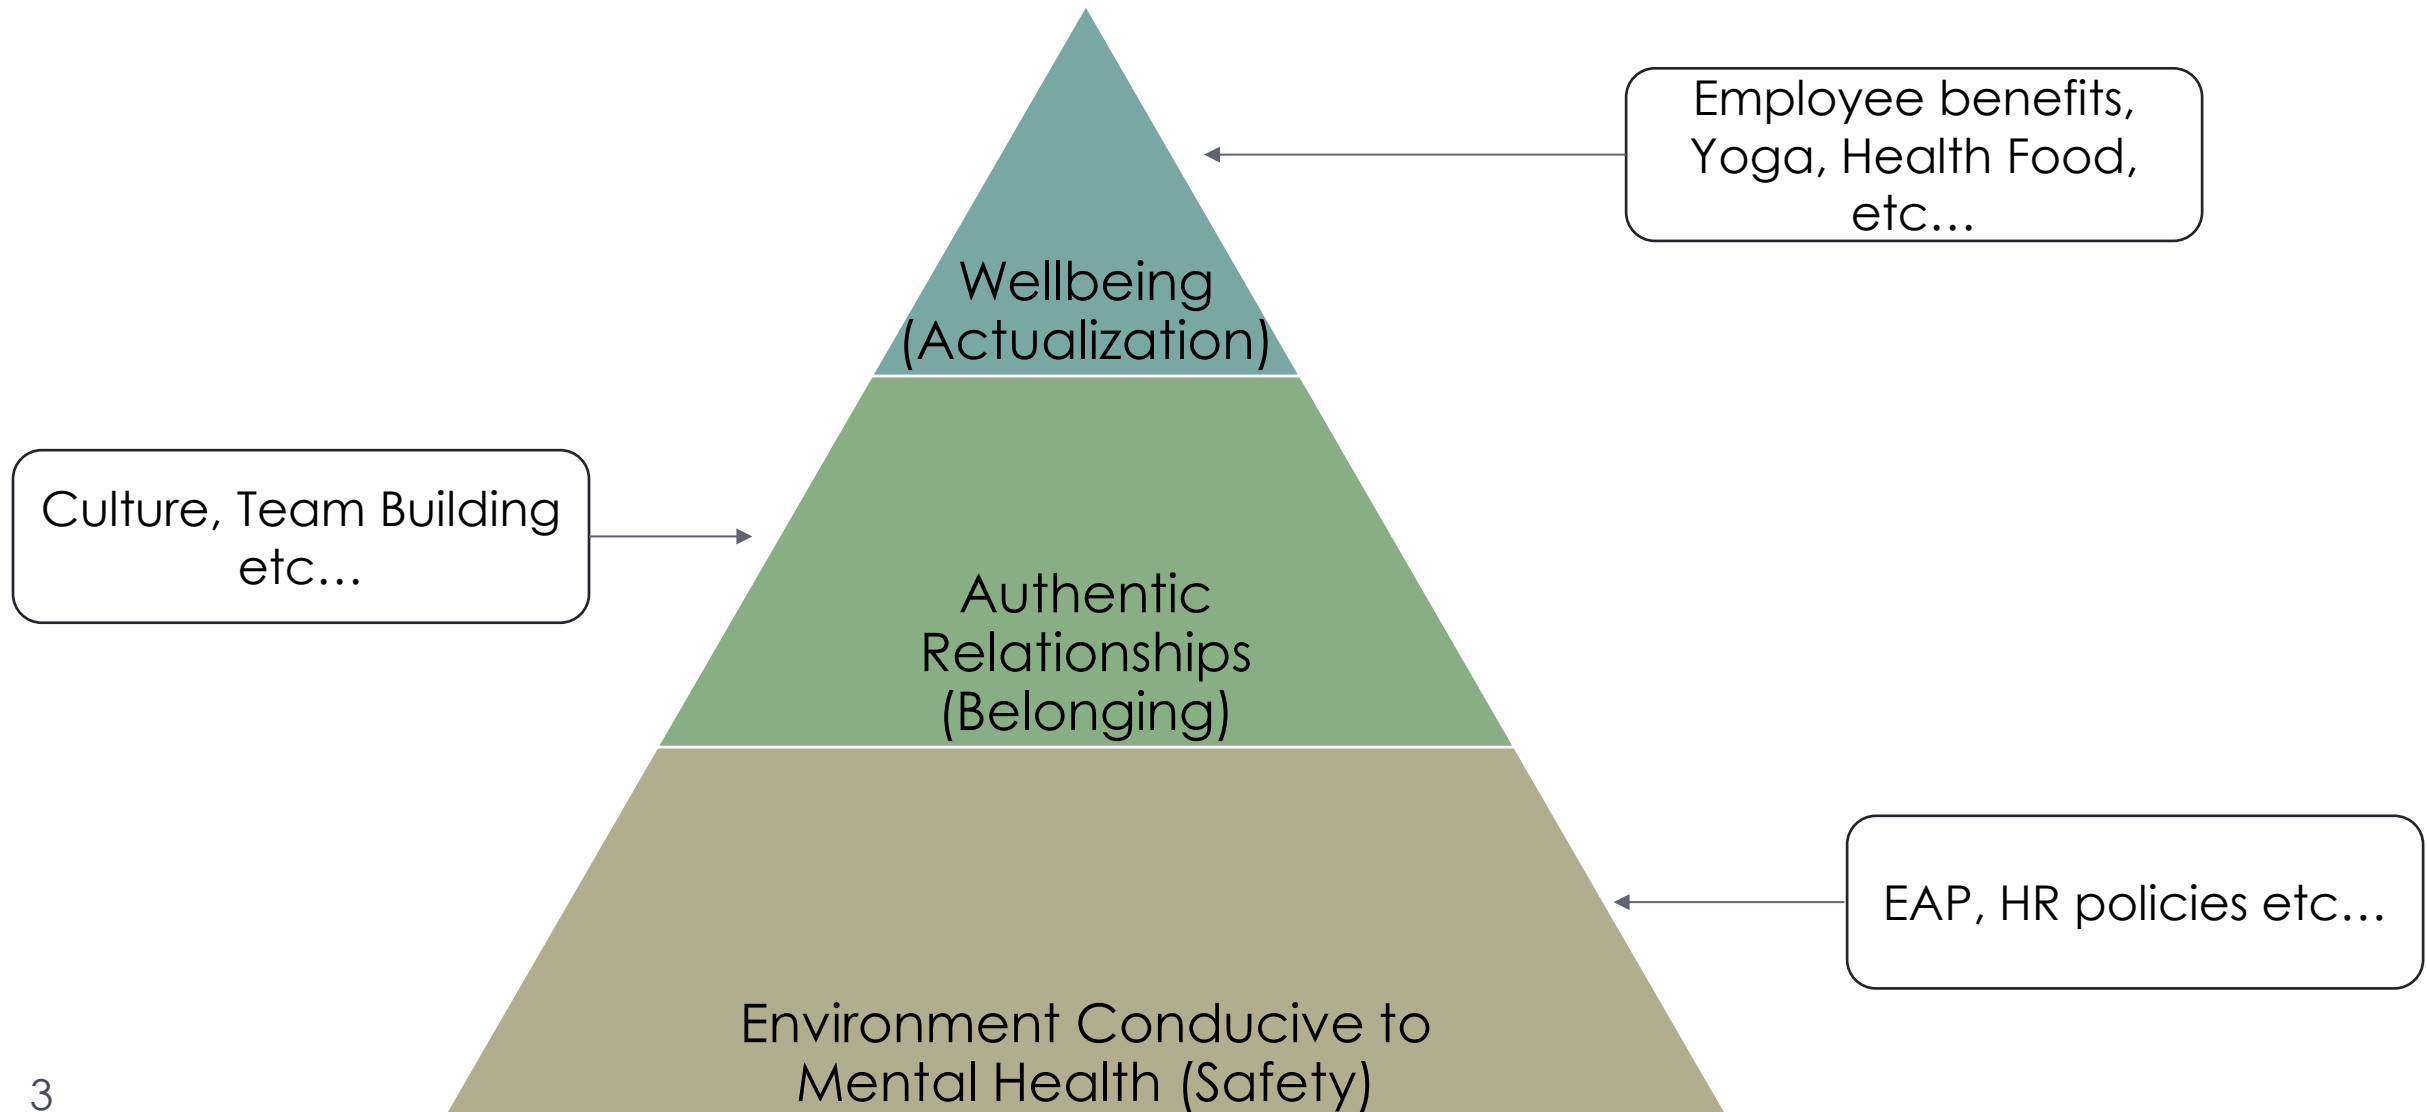 Employee benefits,
Yoga, Health Food,
etc…
Wellbeing
(Actualization)
Culture, Team Building
etc…
Authentic
Relationships
(Belonging)
EAP, HR policies etc…
Environment Conducive to
Mental Health (Safety)
3